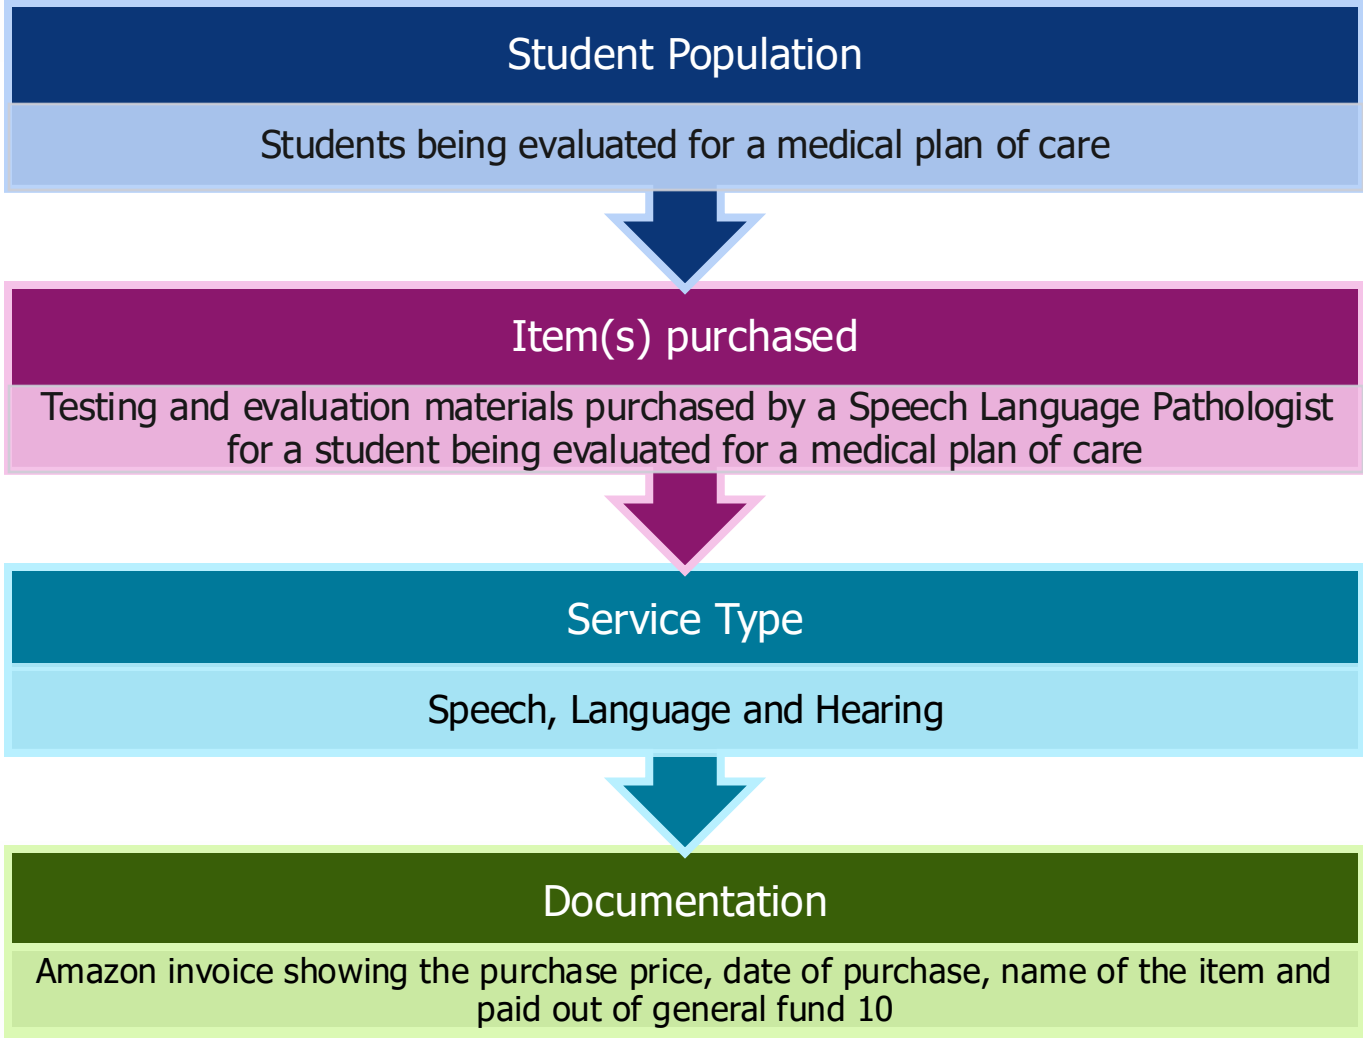 Student Population
Students being evaluated for a medical plan of care
Item(s) purchased
Testing and evaluation materials purchased by a Speech Language Pathologist
for a student being evaluated for a medical plan of care
Service Type
Speech, Language and Hearing
Documentation
Amazon invoice showing the purchase price, date of purchase, name of the item and
paid out of general fund 10